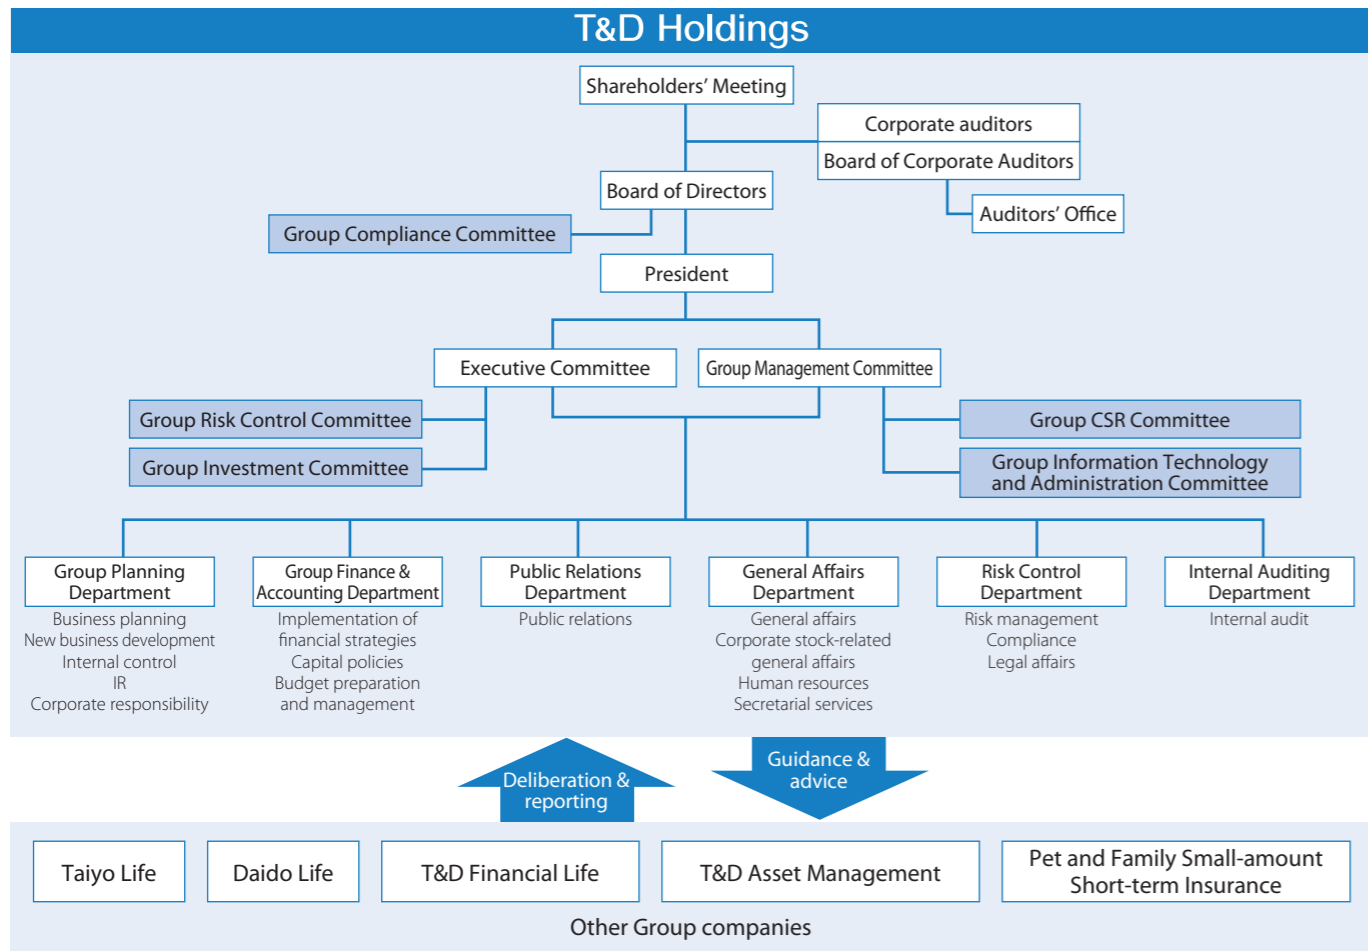 T&D Holdings
Shareholders’ Meeting
Corporate auditors
Board of Corporate Auditors
Board of Directors
Auditors’ Office
Group Compliance Committee
President
Executive Committee
Group Management Committee
Group Risk Control Committee
Group CSR Committee
Group Investment Committee
Group Information Technology
and Administration Committee
Group Planning
Department
Business planning
New business development
Internal control
IR
Corporate responsibility
Group Finance &
Accounting Department
Implementation of
financial strategies
Capital policies
Budget preparation
and management
Public Relations
Department
Public relations
General Affairs
Department
General affairs
Corporate stock-related
general affairs
Human resources
Secretarial services
Risk Control
Department
Risk management
Compliance
Legal affairs
Internal Auditing
Department
Internal audit
Deliberation &
reporting
Guidance &
advice
Taiyo Life
Daido Life
T&D Financial Life
T&D Asset Management
Pet and Family Small-amount
Short-term Insurance
Other Group companies